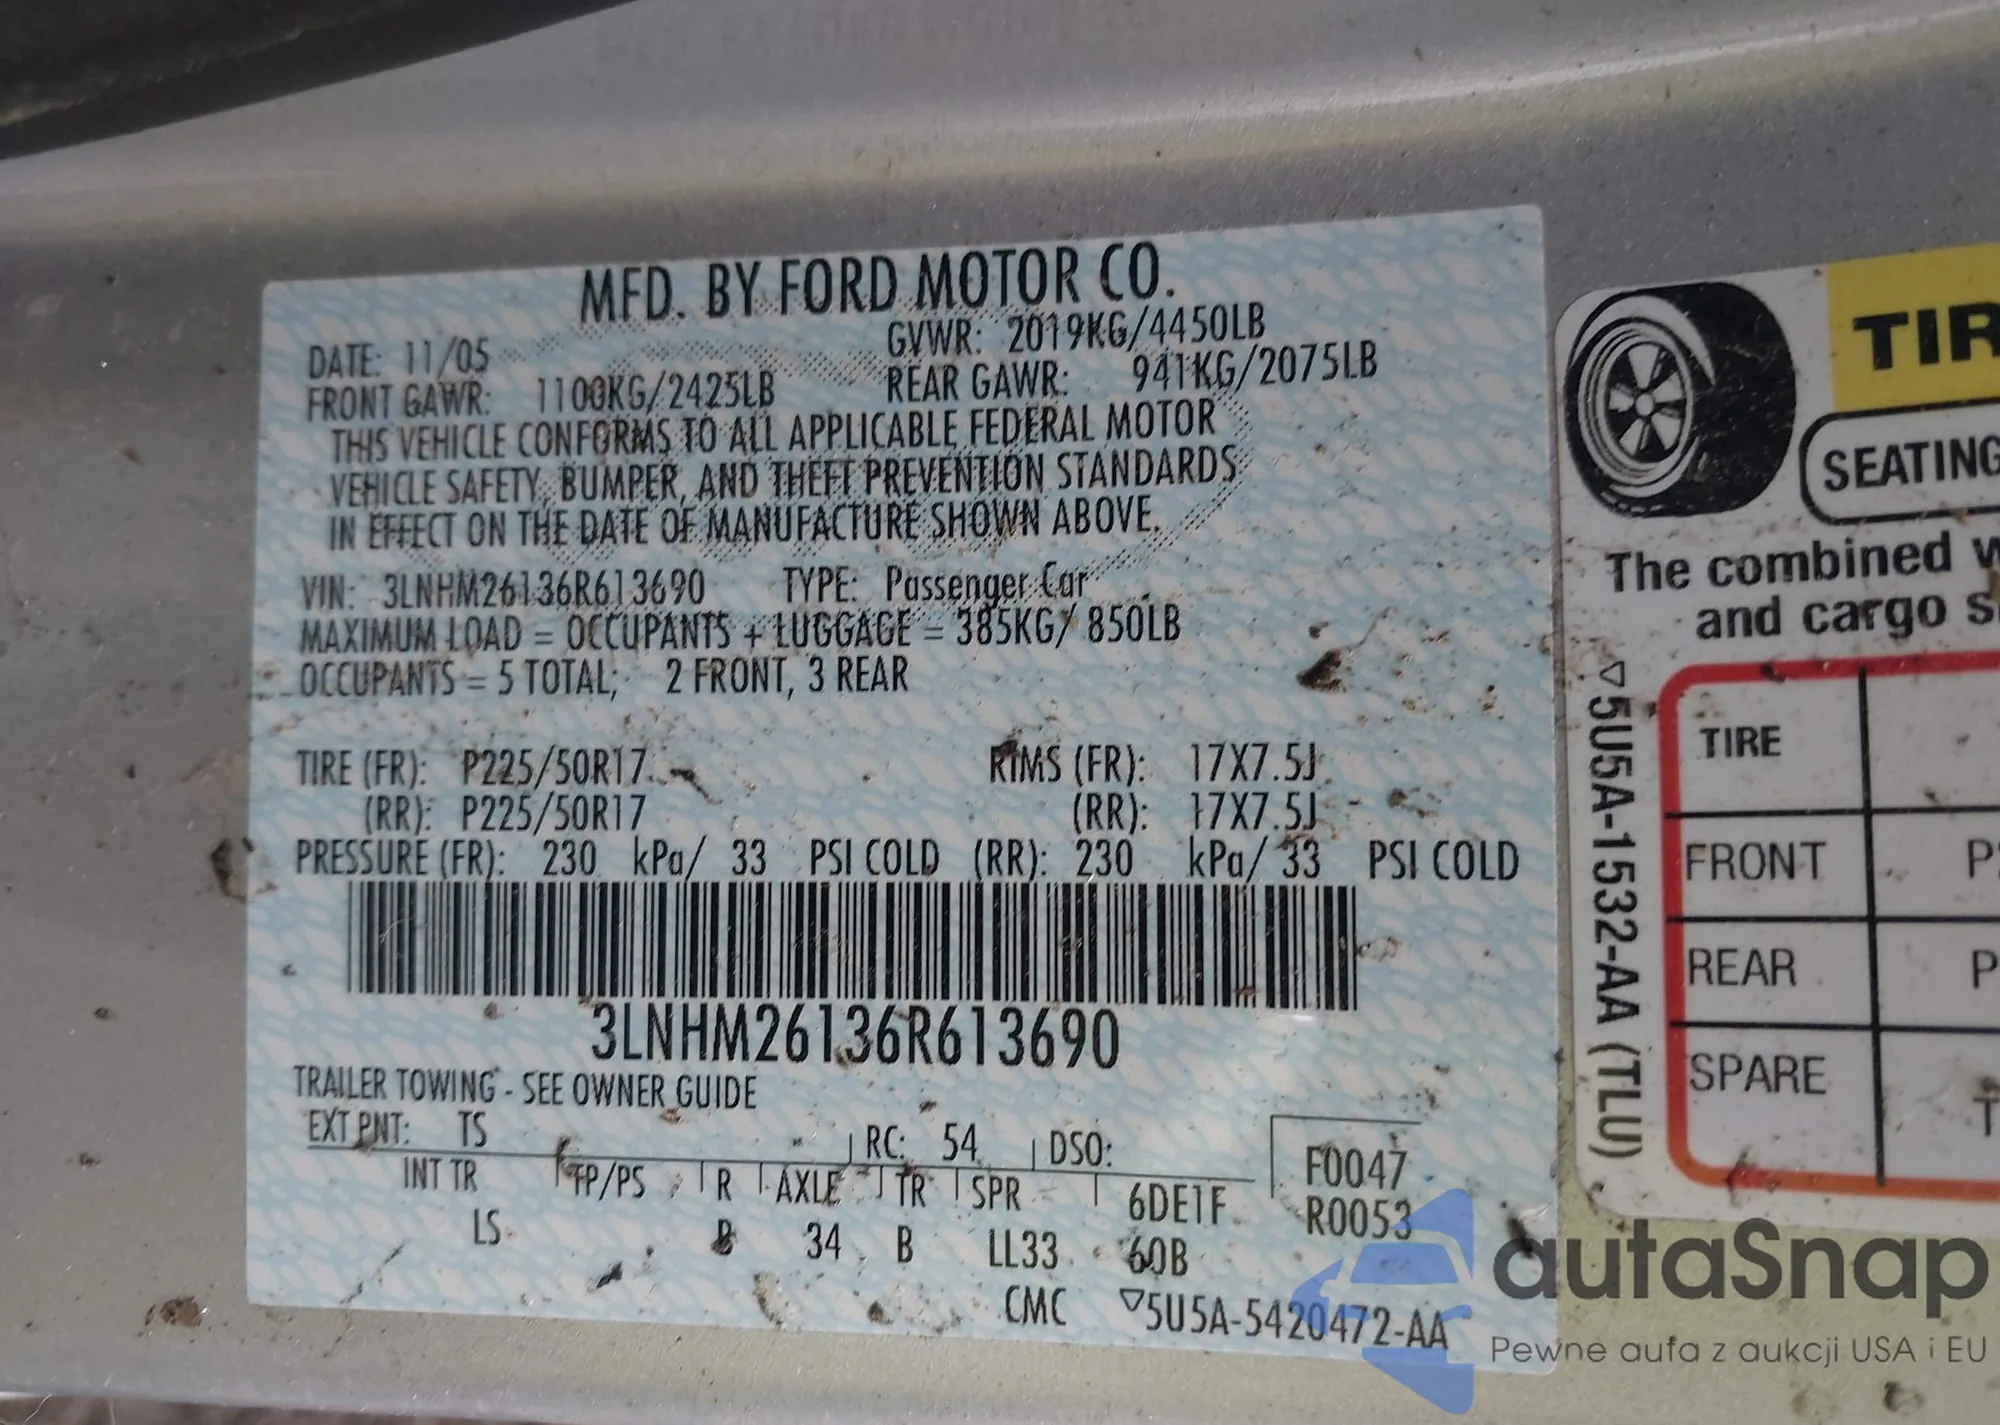 MFD. BY FORD MOTOR CO.
DATE: 11/05 GVWR: 2019KG/4450LB
FRONT GAWR: 1100KG/2425LB REAR GAWR: 941KG/2075LB
THIS VEHICLE CONFORMS TO ALL APPLICABLE FEDERAL MOTOR
VEHICLE SAFETY, BUMPER, AND THEFT PREVENTION STANDARDS
IN EFFECT ON THE DATE OF MANUFACTURE SHOWN ABOVE.
VIN: 3LNHM26136R613690 TYPE: Passenger Car
MAXIMUM LOAD = OCCUPANTS + LUGGAGE = 385KG/ 850LB
OCCUPANTS = 5 TOTAL; 2 FRONT, 3 REAR
TIRE (FR): P225/50R17 RIMS (FR): 17X7.5J
(RR): P225/50R17 (RR): 17X7.5J
PRESSURE (FR): 230 kPa/ 33 PSI COLD (RR): 230 kPa/ 33 PSI COLD
3LNHM26136R613690
TRAILER TOWING - SEE OWNER GUIDE
EXT PNT: TS RC: 54 DSO:
INT TR TP/PS R AXLE TR SPR 6DE1F F0047
LS B 34 B LL33 60B R0053
CMC ▽5U5A-5420472-AA
TIR
SEATING
The combined w
and cargo s
▽5U5A-1532-AA (TLU)
TIRE
FRONT P
REAR P
SPARE T
autaSnap
Pewne auta z aukcji USA i EU